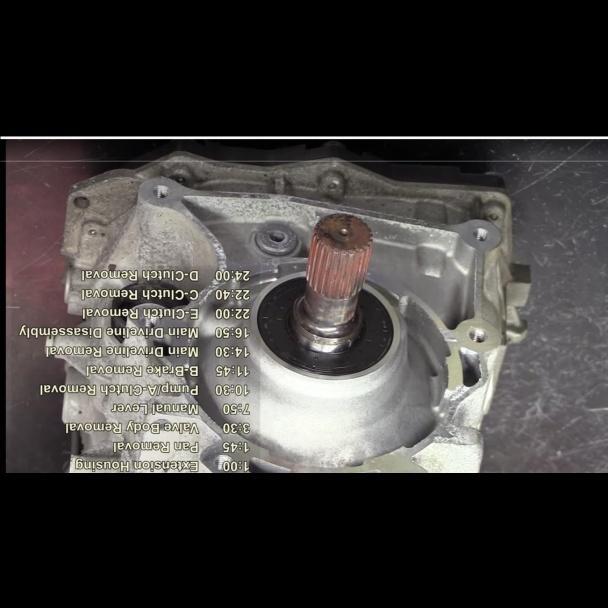 1:00 Extension Housing
1:45 Pan Removal
3:30 Valve Body Removal
7:50 Manual Lever
10:30 Pump/A-Clutch Removal
11:45 B-Brake Removal
14:30 Main Driveline Removal
16:50 Main Driveline Disassembly
22:00 E-Clutch Removal
22:40 C-Clutch Removal
24:00 D-Clutch Removal